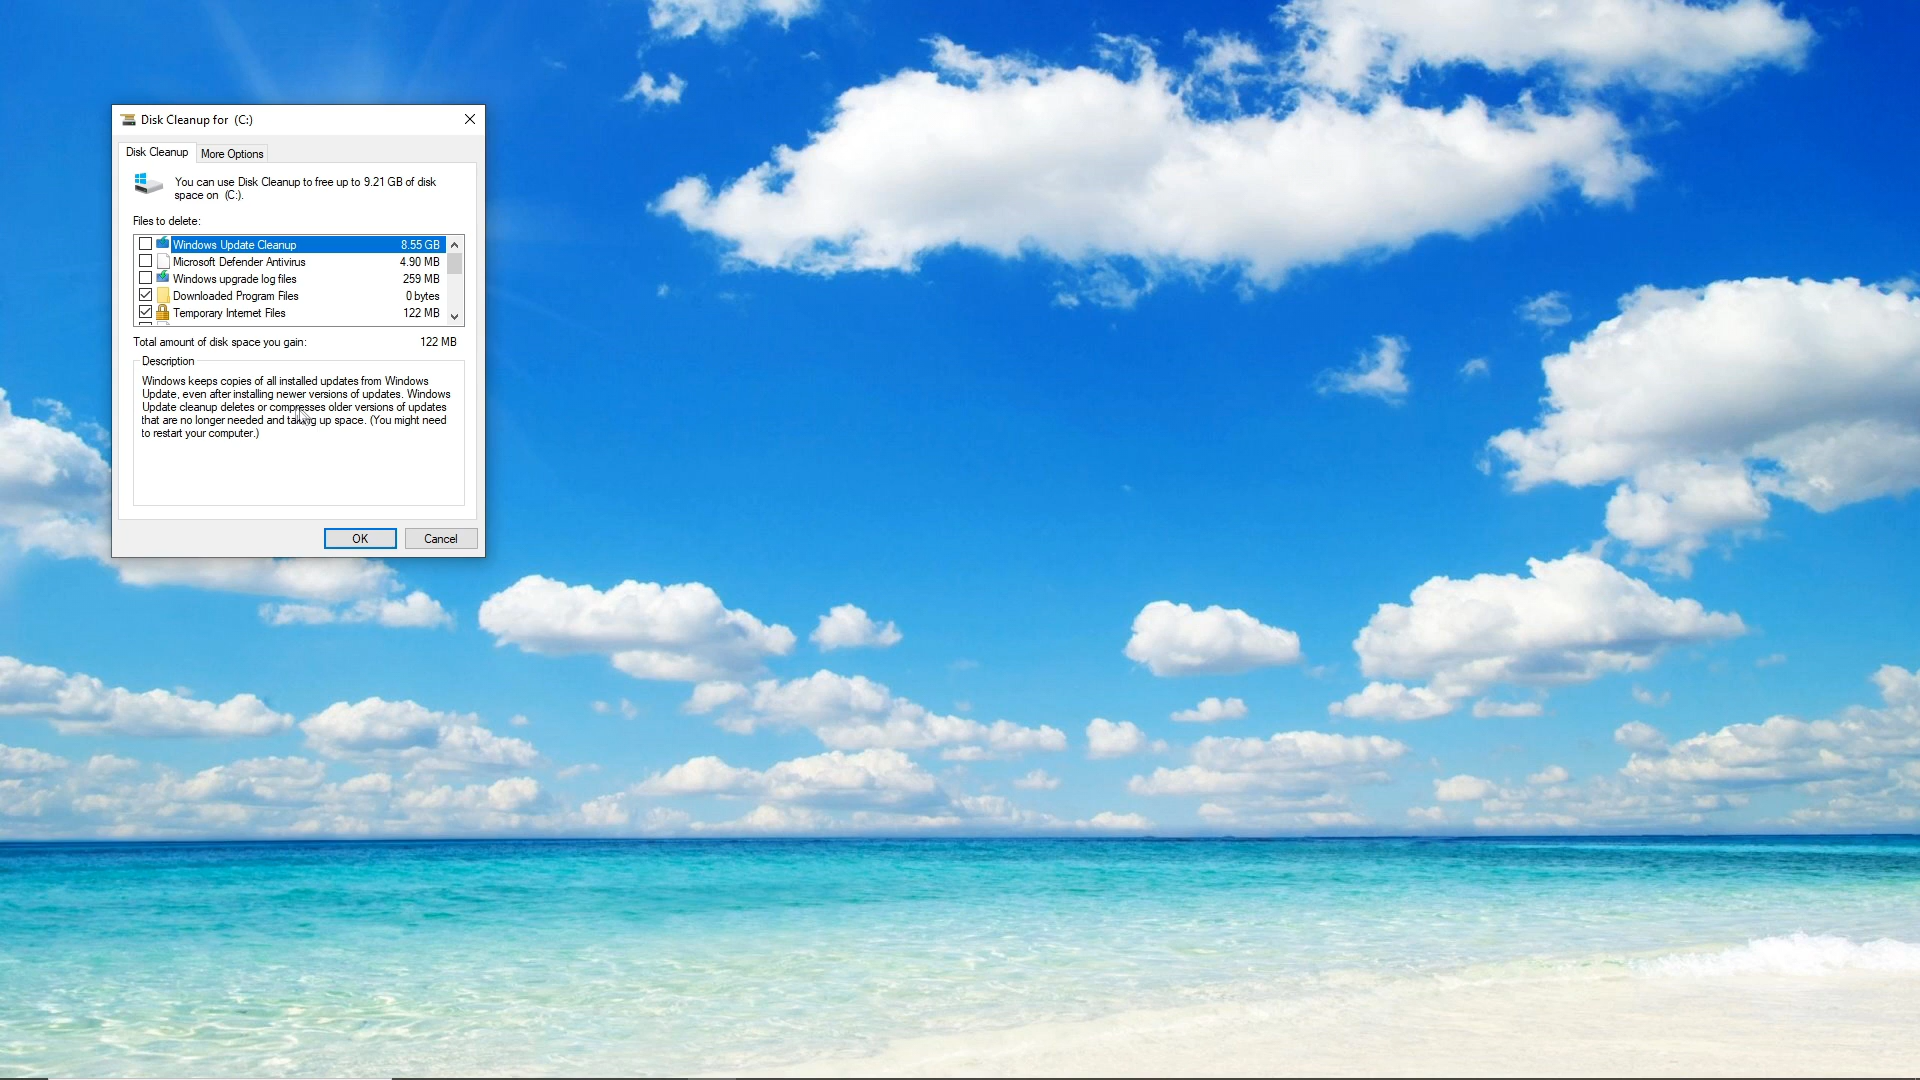 Disk Cleanup for (C:)
Disk Cleanup
More Options
You can use Disk Cleanup to free up to 9.21 GB of disk
space on (C:).
Files to delete:
Windows Update Cleanup 8.55 GB
Microsoft Defender Antivirus 4.90 MB
Windows upgrade log files 259 MB
Downloaded Program Files 0 bytes
Temporary Internet Files 122 MB
Total amount of disk space you gain: 122 MB
Description
Windows keeps copies of all installed updates from Windows
Update, even after installing newer versions of updates. Windows
Update cleanup deletes or compresses older versions of updates
that are no longer needed and taking up space. (You might need
to restart your computer.)
OK
Cancel